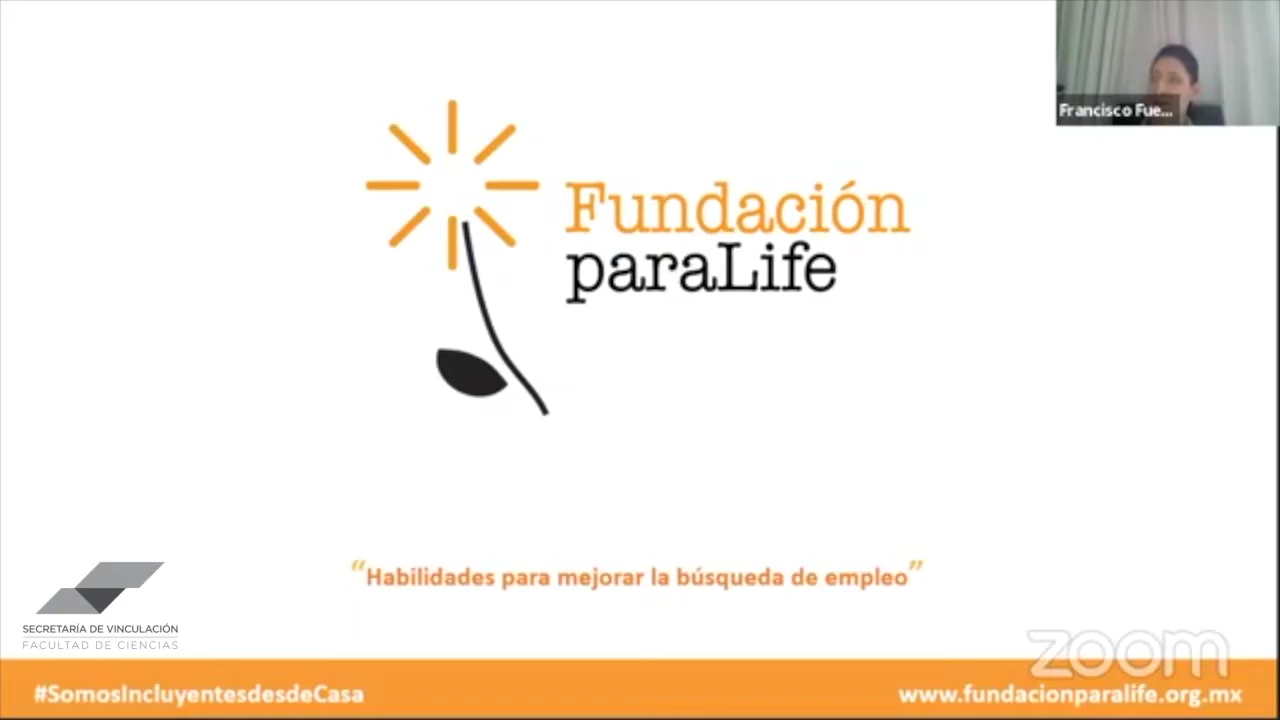 Francisco Fue...
Fundación
paraLife
“Habilidades para mejorar la búsqueda de empleo”
SECRETARÍA DE VINCULACIÓN
FACULTAD DE CIENCIAS
zoom
#SomosIncluyentesdesdeCasa
www.fundacionparalife.org.mx